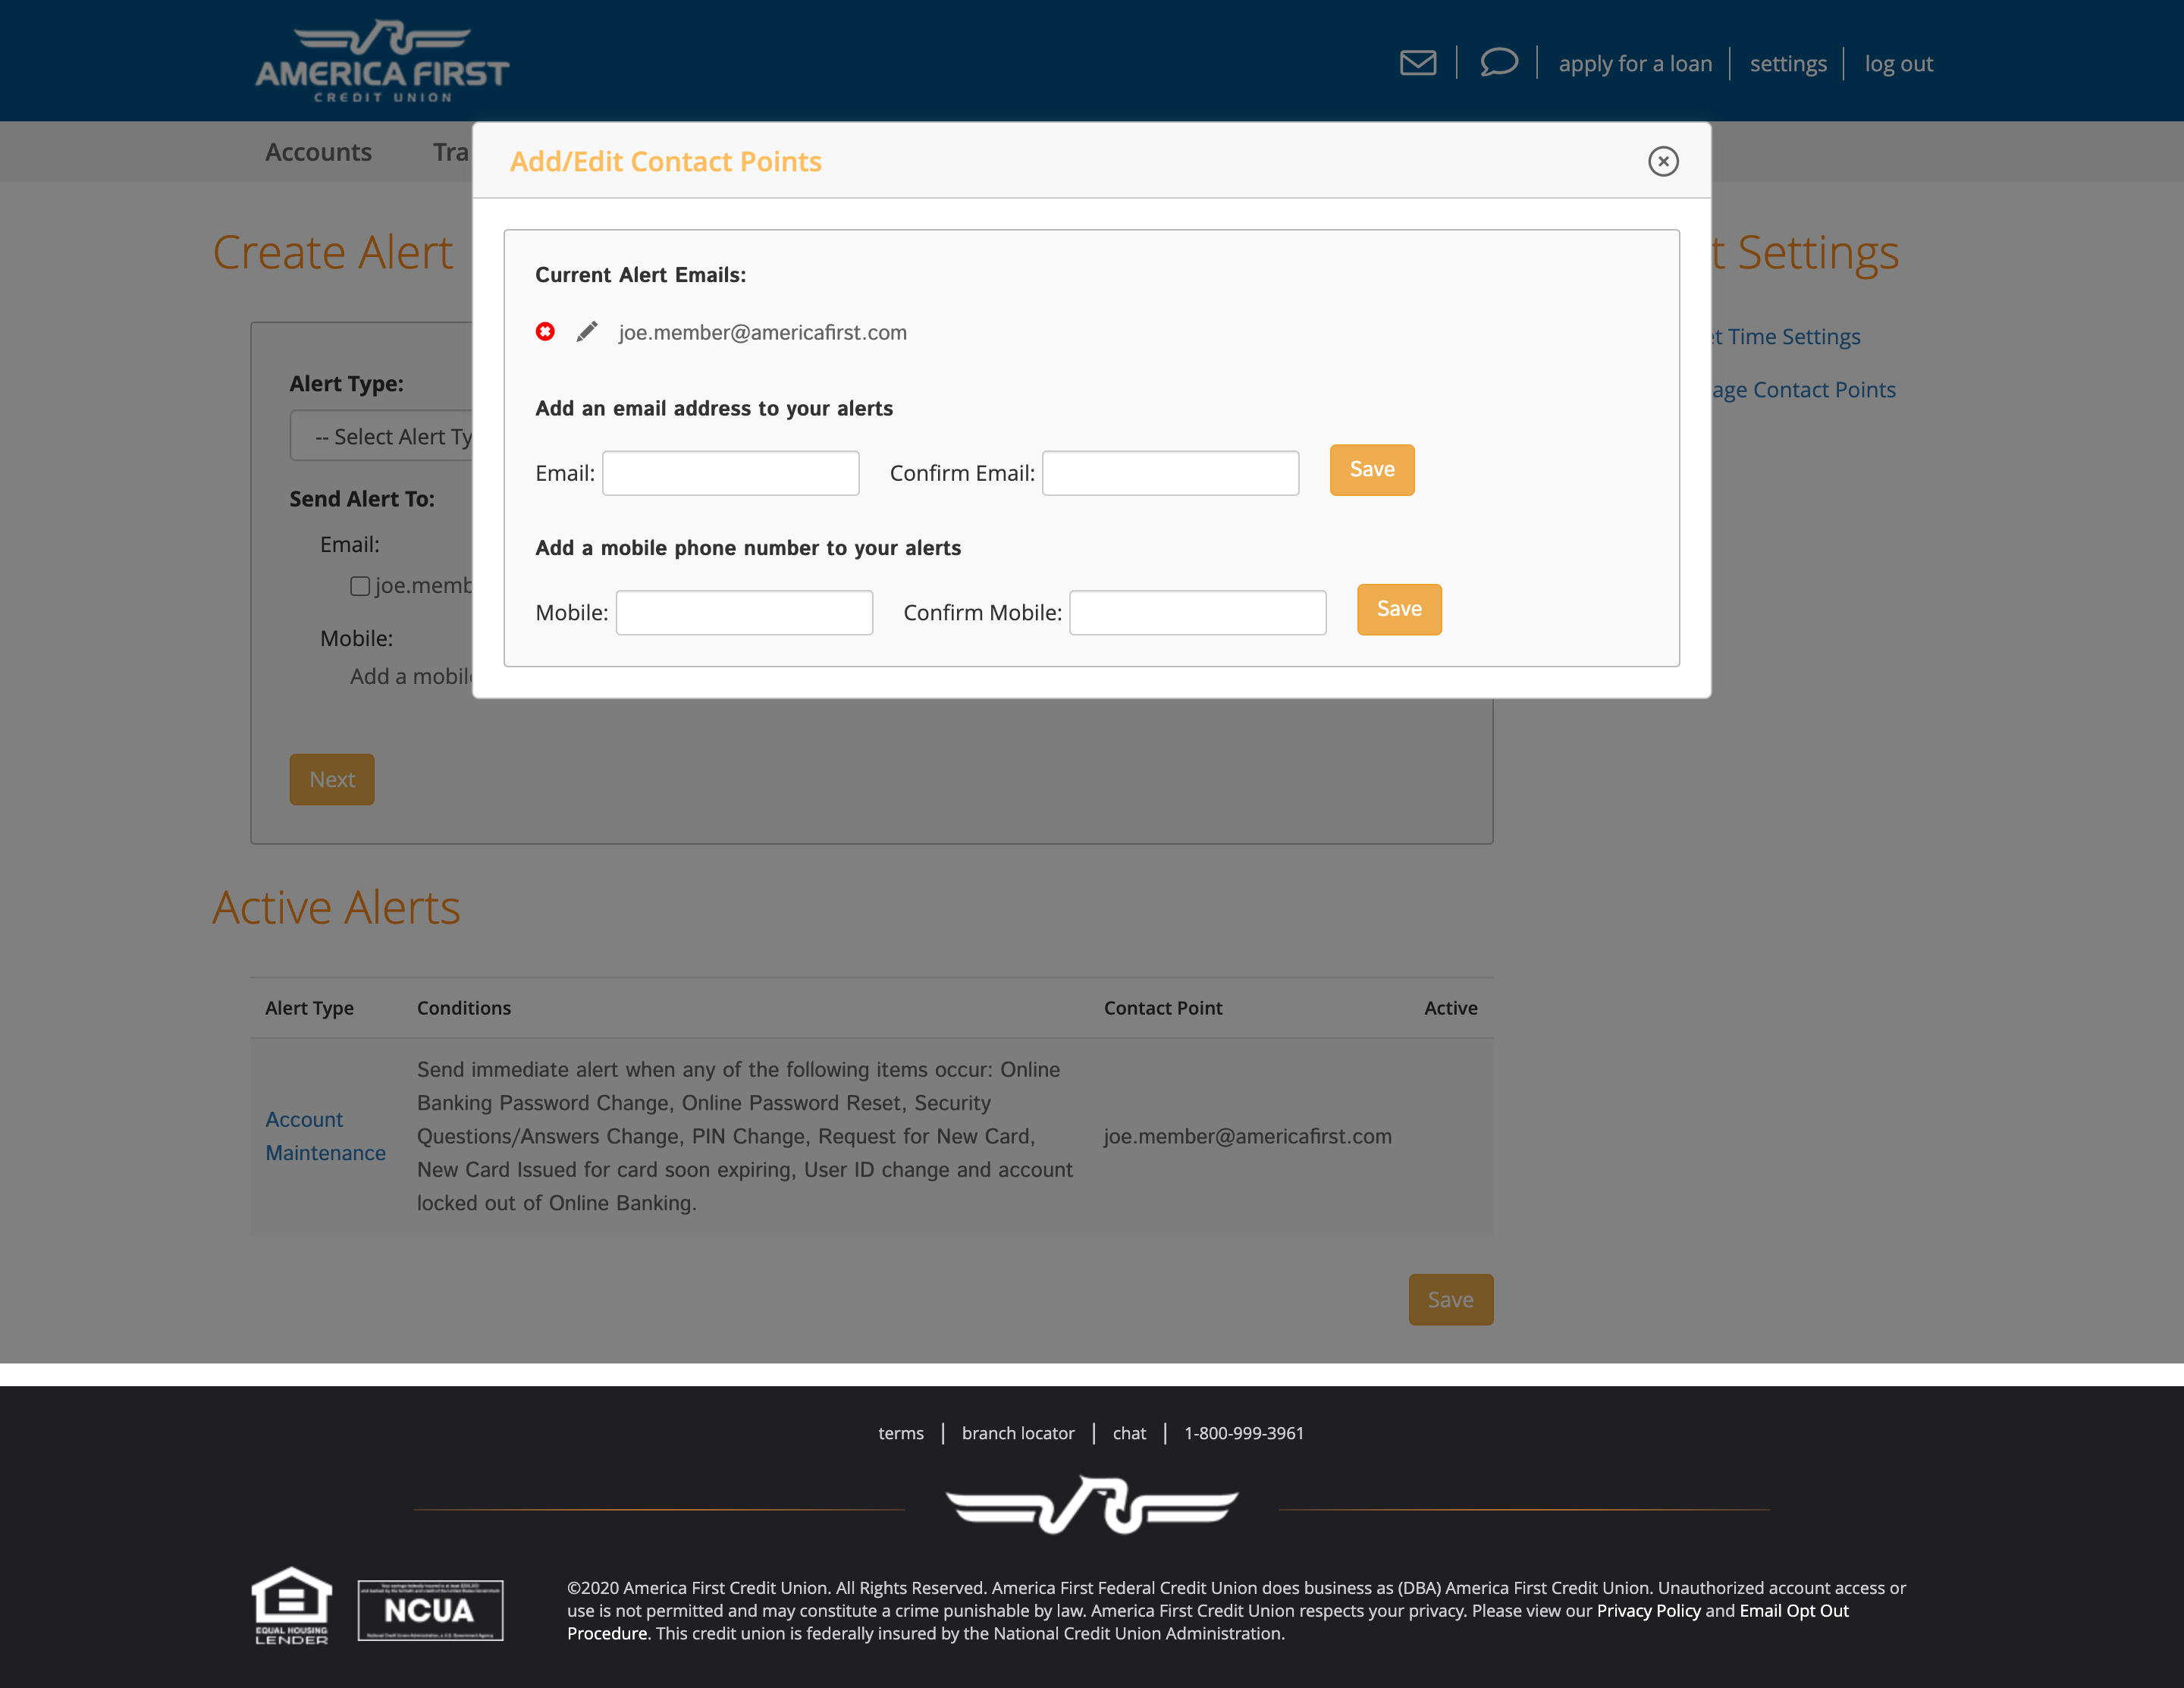 AMERICA FIRST
CREDIT UNION
apply for a loan
settings
log out
Accounts
Tra
Add/Edit Contact Points
Create Alert
t Settings
Current Alert Emails:
joe.member@americafirst.com
et Time Settings
age Contact Points
Alert Type:
-- Select Alert Ty
Add an email address to your alerts
Email:
Confirm Email:
Save
Send Alert To:
Email:
joe.memb
Add a mobile phone number to your alerts
Mobile:
Confirm Mobile:
Save
Mobile:
Add a mobil
Next
Active Alerts
Alert Type Conditions Contact Point Active
Account
Maintenance
Send immediate alert when any of the following items occur: Online
Banking Password Change, Online Password Reset, Security
Questions/Answers Change, PIN Change, Request for New Card,
New Card Issued for card soon expiring, User ID change and account
locked out of Online Banking.
joe.member@americafirst.com
Save
terms
branch locator
chat
1-800-999-3961
EQUAL HOUSING
LENDER
NCUA
©2020 America First Credit Union. All Rights Reserved. America First Federal Credit Union does business as (DBA) America First Credit Union. Unauthorized account access or
use is not permitted and may constitute a crime punishable by law. America First Credit Union respects your privacy. Please view our Privacy Policy and Email Opt Out
Procedure. This credit union is federally insured by the National Credit Union Administration.